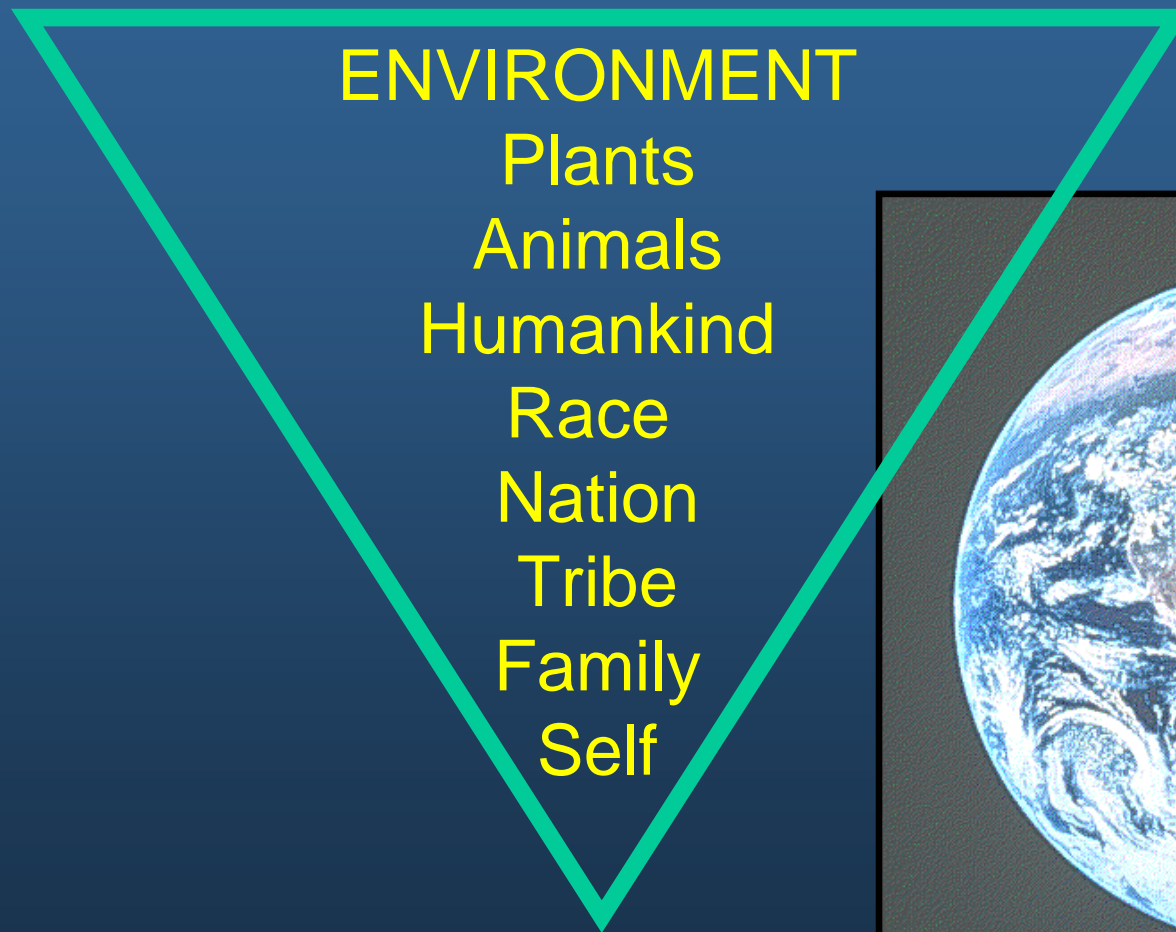 ENVIRONMENT
Plants
Animals
Humankind
Race
Nation
Tribe
Family
Self